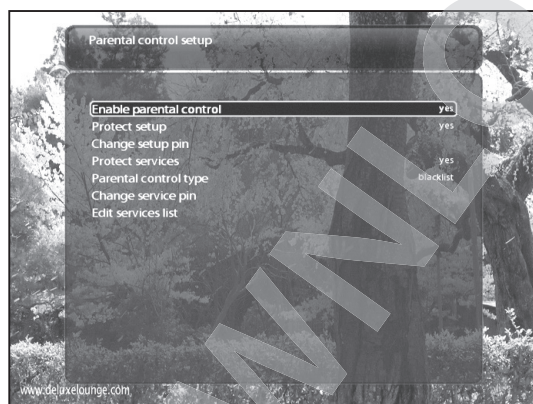 Parental control setup
Enable parental control yes
Protect setup yes
Change setup pin
Protect services yes
Parental control type blacklist
Change service pin
Edit services list
www.deluxelounge.com